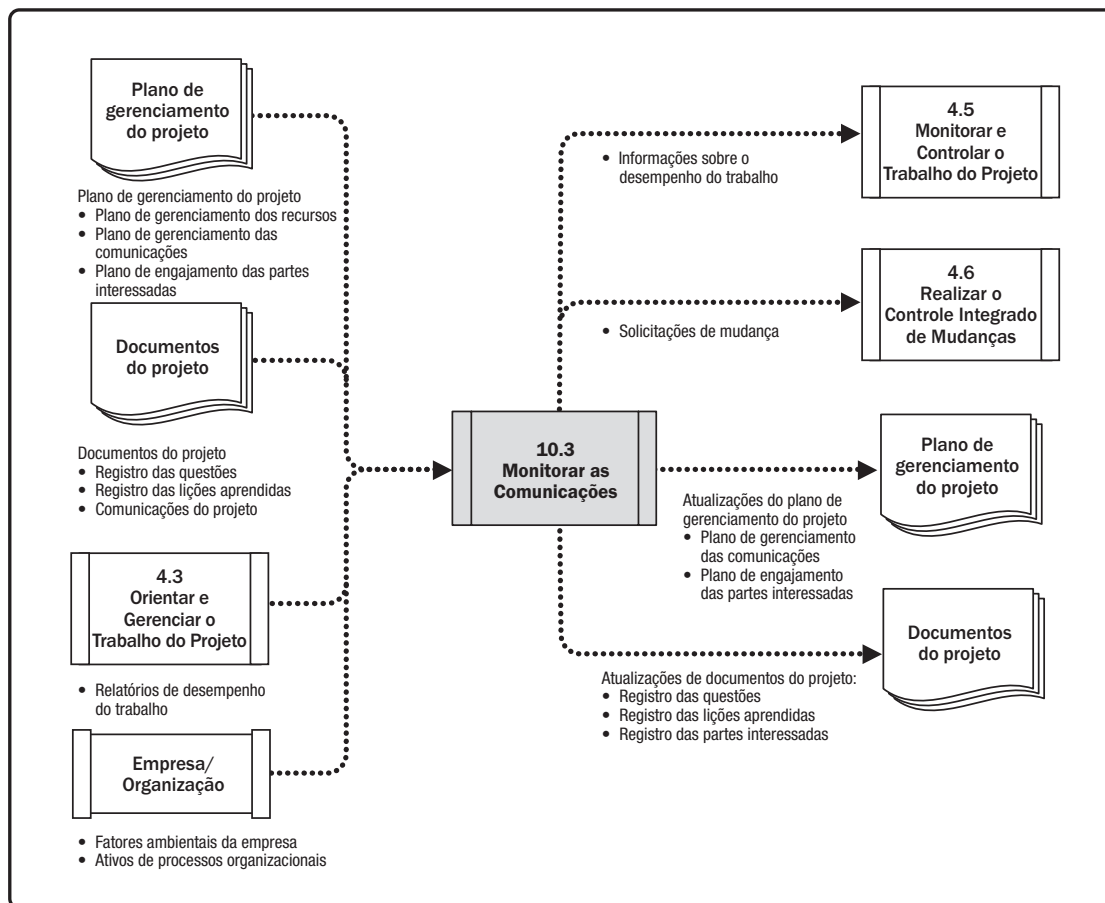 Plano de
gerenciamento
do projeto
Plano de gerenciamento do projeto
• Plano de gerenciamento dos recursos
• Plano de gerenciamento das
comunicações
• Plano de engajamento das partes
interessadas
Documentos
do projeto
Documentos do projeto
• Registro das questões
• Registro das lições aprendidas
• Comunicações do projeto
4.3
Orientar e
Gerenciar o
Trabalho do Projeto
• Relatórios de desempenho
do trabalho
Empresa/
Organização
• Fatores ambientais da empresa
• Ativos de processos organizacionais
10.3
Monitorar as
Comunicações
• Informações sobre o
desempenho do trabalho
4.5
Monitorar e
Controlar o
Trabalho do Projeto
• Solicitações de mudança
4.6
Realizar o
Controle Integrado
de Mudanças
Atualizações do plano de
gerenciamento do projeto
• Plano de gerenciamento
das comunicações
• Plano de engajamento
das partes interessadas
Plano de
gerenciamento
do projeto
Atualizações de documentos do projeto:
• Registro das questões
• Registro das lições aprendidas
• Registro das partes interessadas
Documentos
do projeto